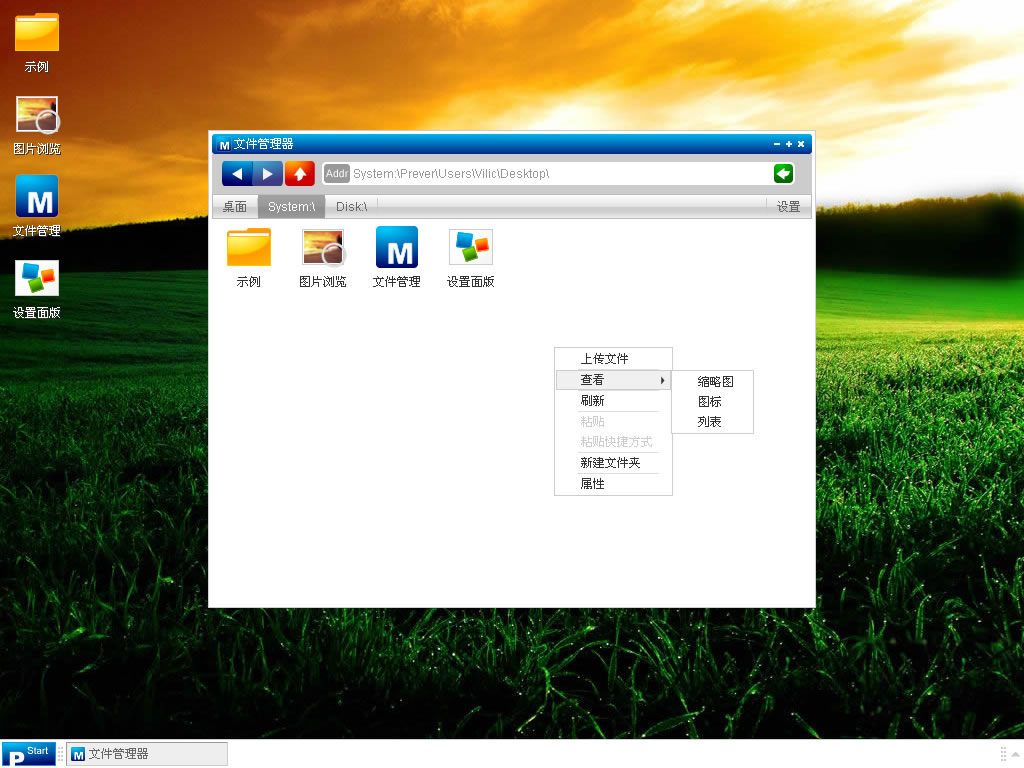 示例
图片浏览
M
文件管理
设置面版
M 文件管理器
Addr System:\Prever\Users\Vilic\Desktop\
桌面 System:\ Disk:\ 设置
M
示例 图片浏览 文件管理 设置面版
上传文件
查看
刷新
粘贴
粘贴快捷方式
新建文件夹
属性
缩略图
图标
列表
P Start M 文件管理器